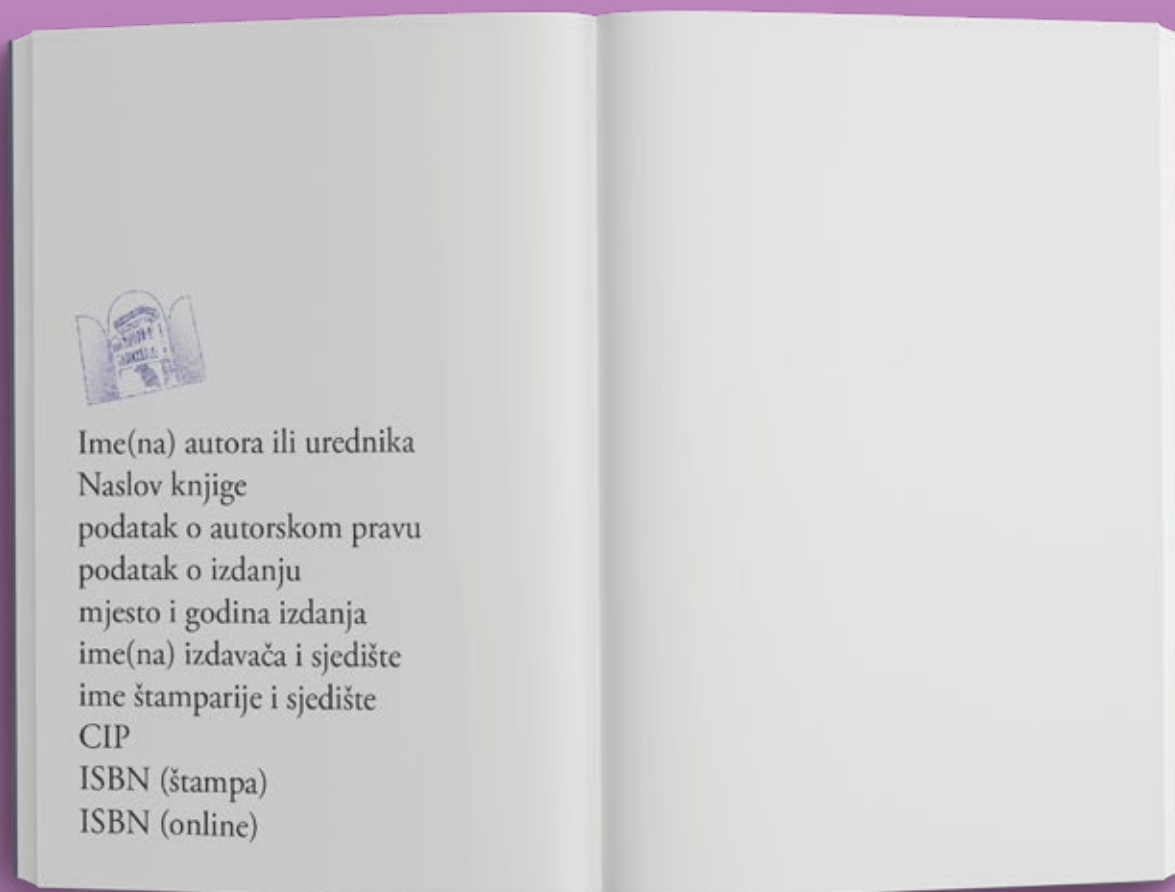 Ime(na) autora ili urednika
Naslov knjige
podatak o autorskom pravu
podatak o izdanju
mjesto i godina izdanja
ime(na) izdavača i sjedište
ime štamparije i sjedište
CIP
ISBN (štampa)
ISBN (online)